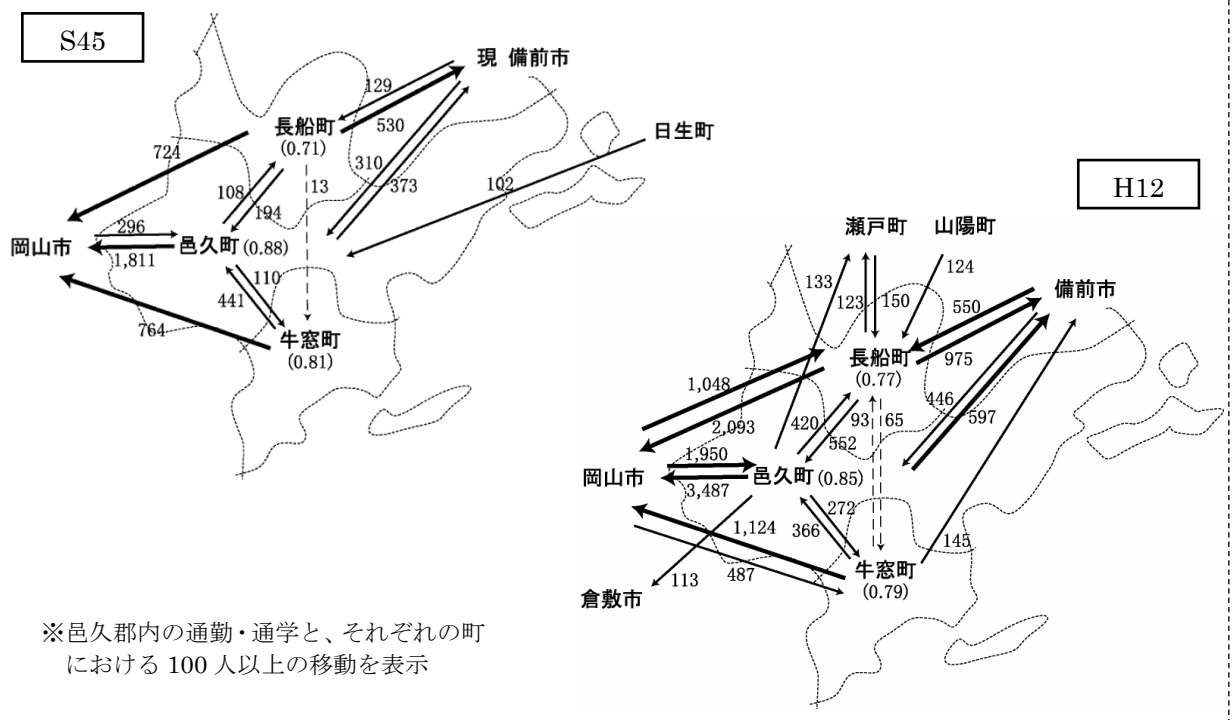 S45
現 備前市
129
530
長船町
(0.71)
日生町
724
310
373
13
108
194
102
296
岡山市
邑久町(0.88)
1,811
110
441
764
牛窓町
(0.81)
H12
瀬戸町
山陽町
133
124
123
150
備前市
550
長船町
(0.77)
975
1,048
446
597
2,093
420
93
65
552
1,950
岡山市
邑久町(0.85)
3,487
272
1,124
366
145
487
牛窓町
(0.79)
113
倉敷市
※邑久郡内の通勤・通学と、それぞれの町
における 100 人以上の移動を表示